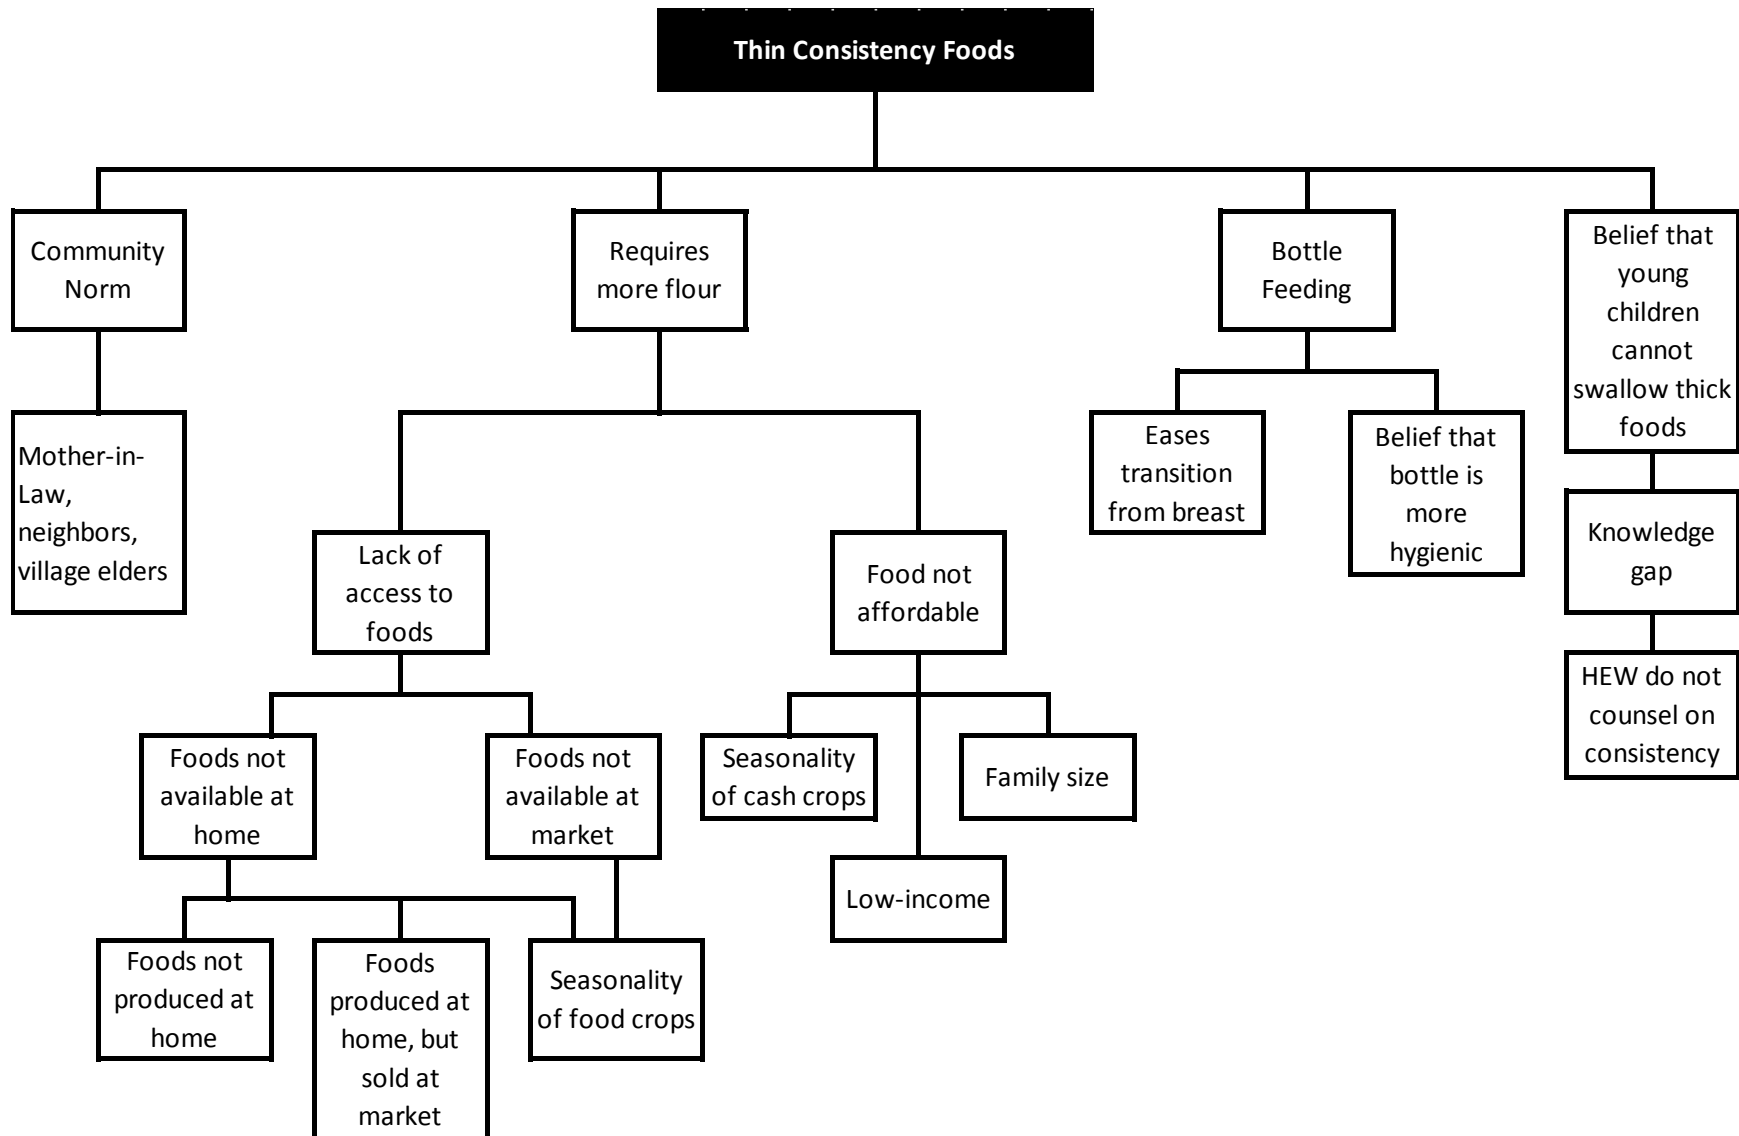 Thin Consistency Foods
Community
Norm
Requires
more flour
Bottle
Feeding
Belief that
young
children
cannot
swallow thick
foods
Mother-in-
Law,
neighbors,
village elders
Eases
transition
from breast
Belief that
bottle is
more
hygienic
Knowledge
gap
Lack of
access to
foods
Food not
affordable
HEW do not
counsel on
consistency
Foods not
available at
home
Foods not
available at
market
Seasonality
of cash crops
Family size
Low-income
Foods not
produced at
home
Foods
produced at
home, but
sold at
market
Seasonality
of food crops